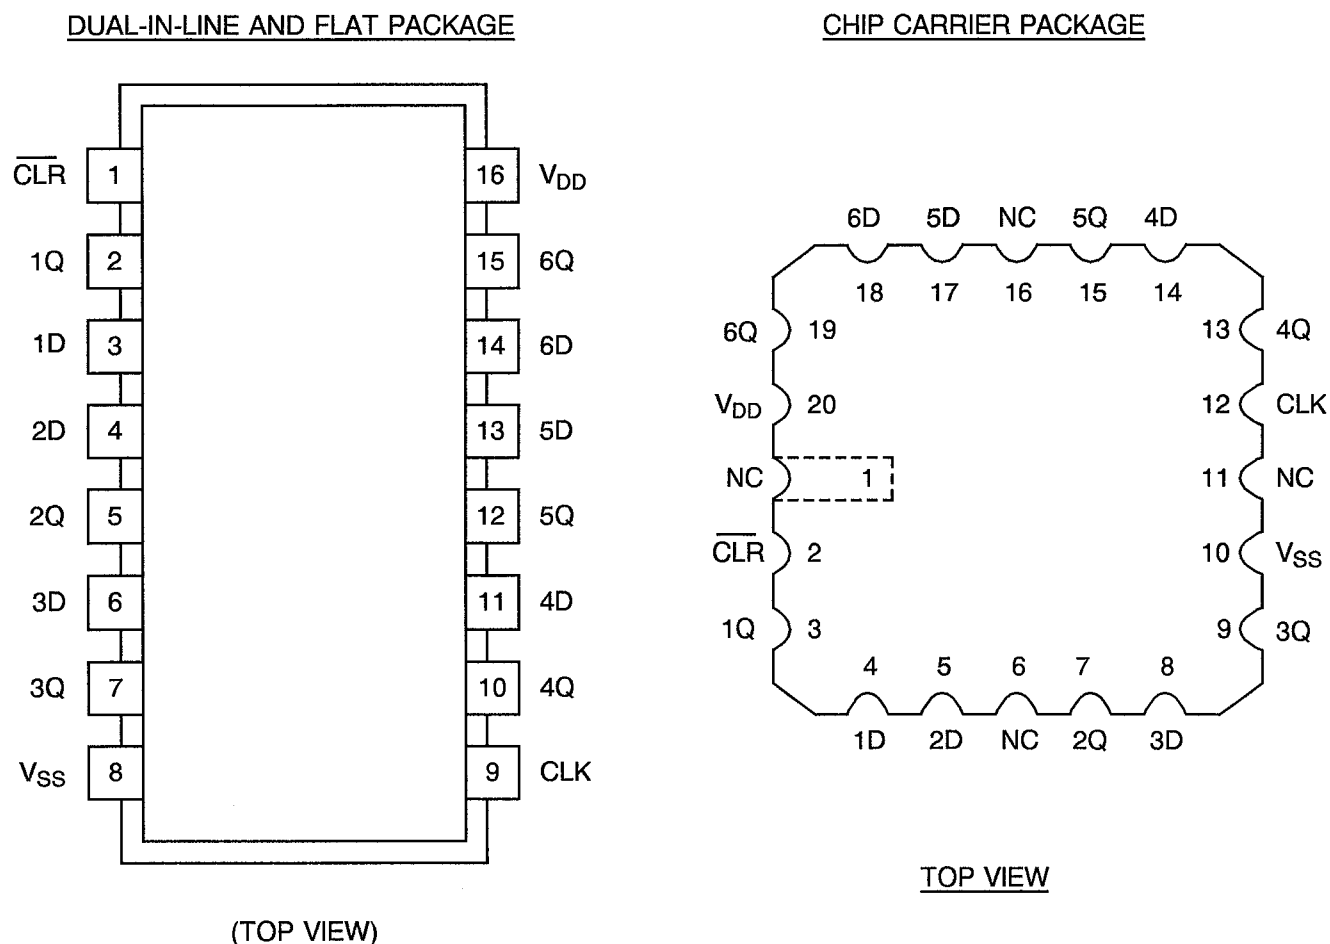 DUAL-IN-LINE AND FLAT PACKAGE
C̅L̅R̅ 1 16 VDD
1Q 2 15 6Q
1D 3 14 6D
2D 4 13 5D
2Q 5 12 5Q
3D 6 11 4D
3Q 7 10 4Q
VSS 8 9 CLK
(TOP VIEW)
CHIP CARRIER PACKAGE
6D 5D NC 5Q 4D
18 17 16 15 14
6Q 19 13 4Q
VDD 20 12 CLK
NC 1 11 NC
C̅L̅R̅ 2 10 VSS
1Q 3 9 3Q
4 5 6 7 8
1D 2D NC 2Q 3D
TOP VIEW